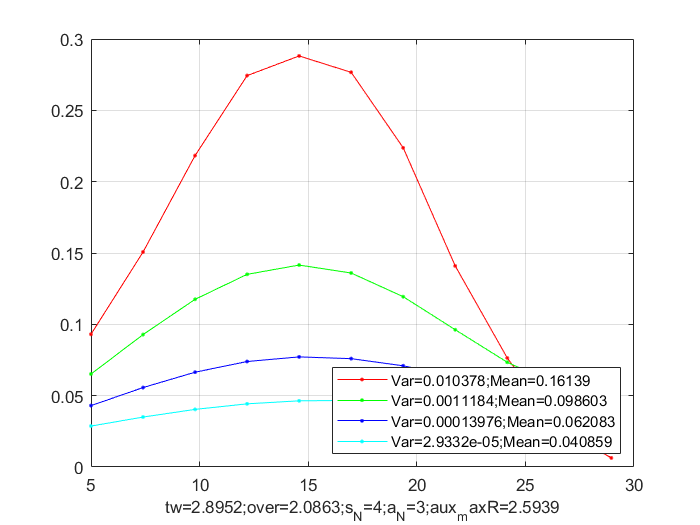 0.3
0.25
0.2
0.15
0.1
0.05
0
Var=0.010378;Mean=0.16139
Var=0.0011184;Mean=0.098603
Var=0.00013976;Mean=0.062083
Var=2.9332e-05;Mean=0.040859
5 10 15 20 25 30
tw=2.8952;over=2.0863;s_N=4;a_N=3;aux_maxR=2.5939